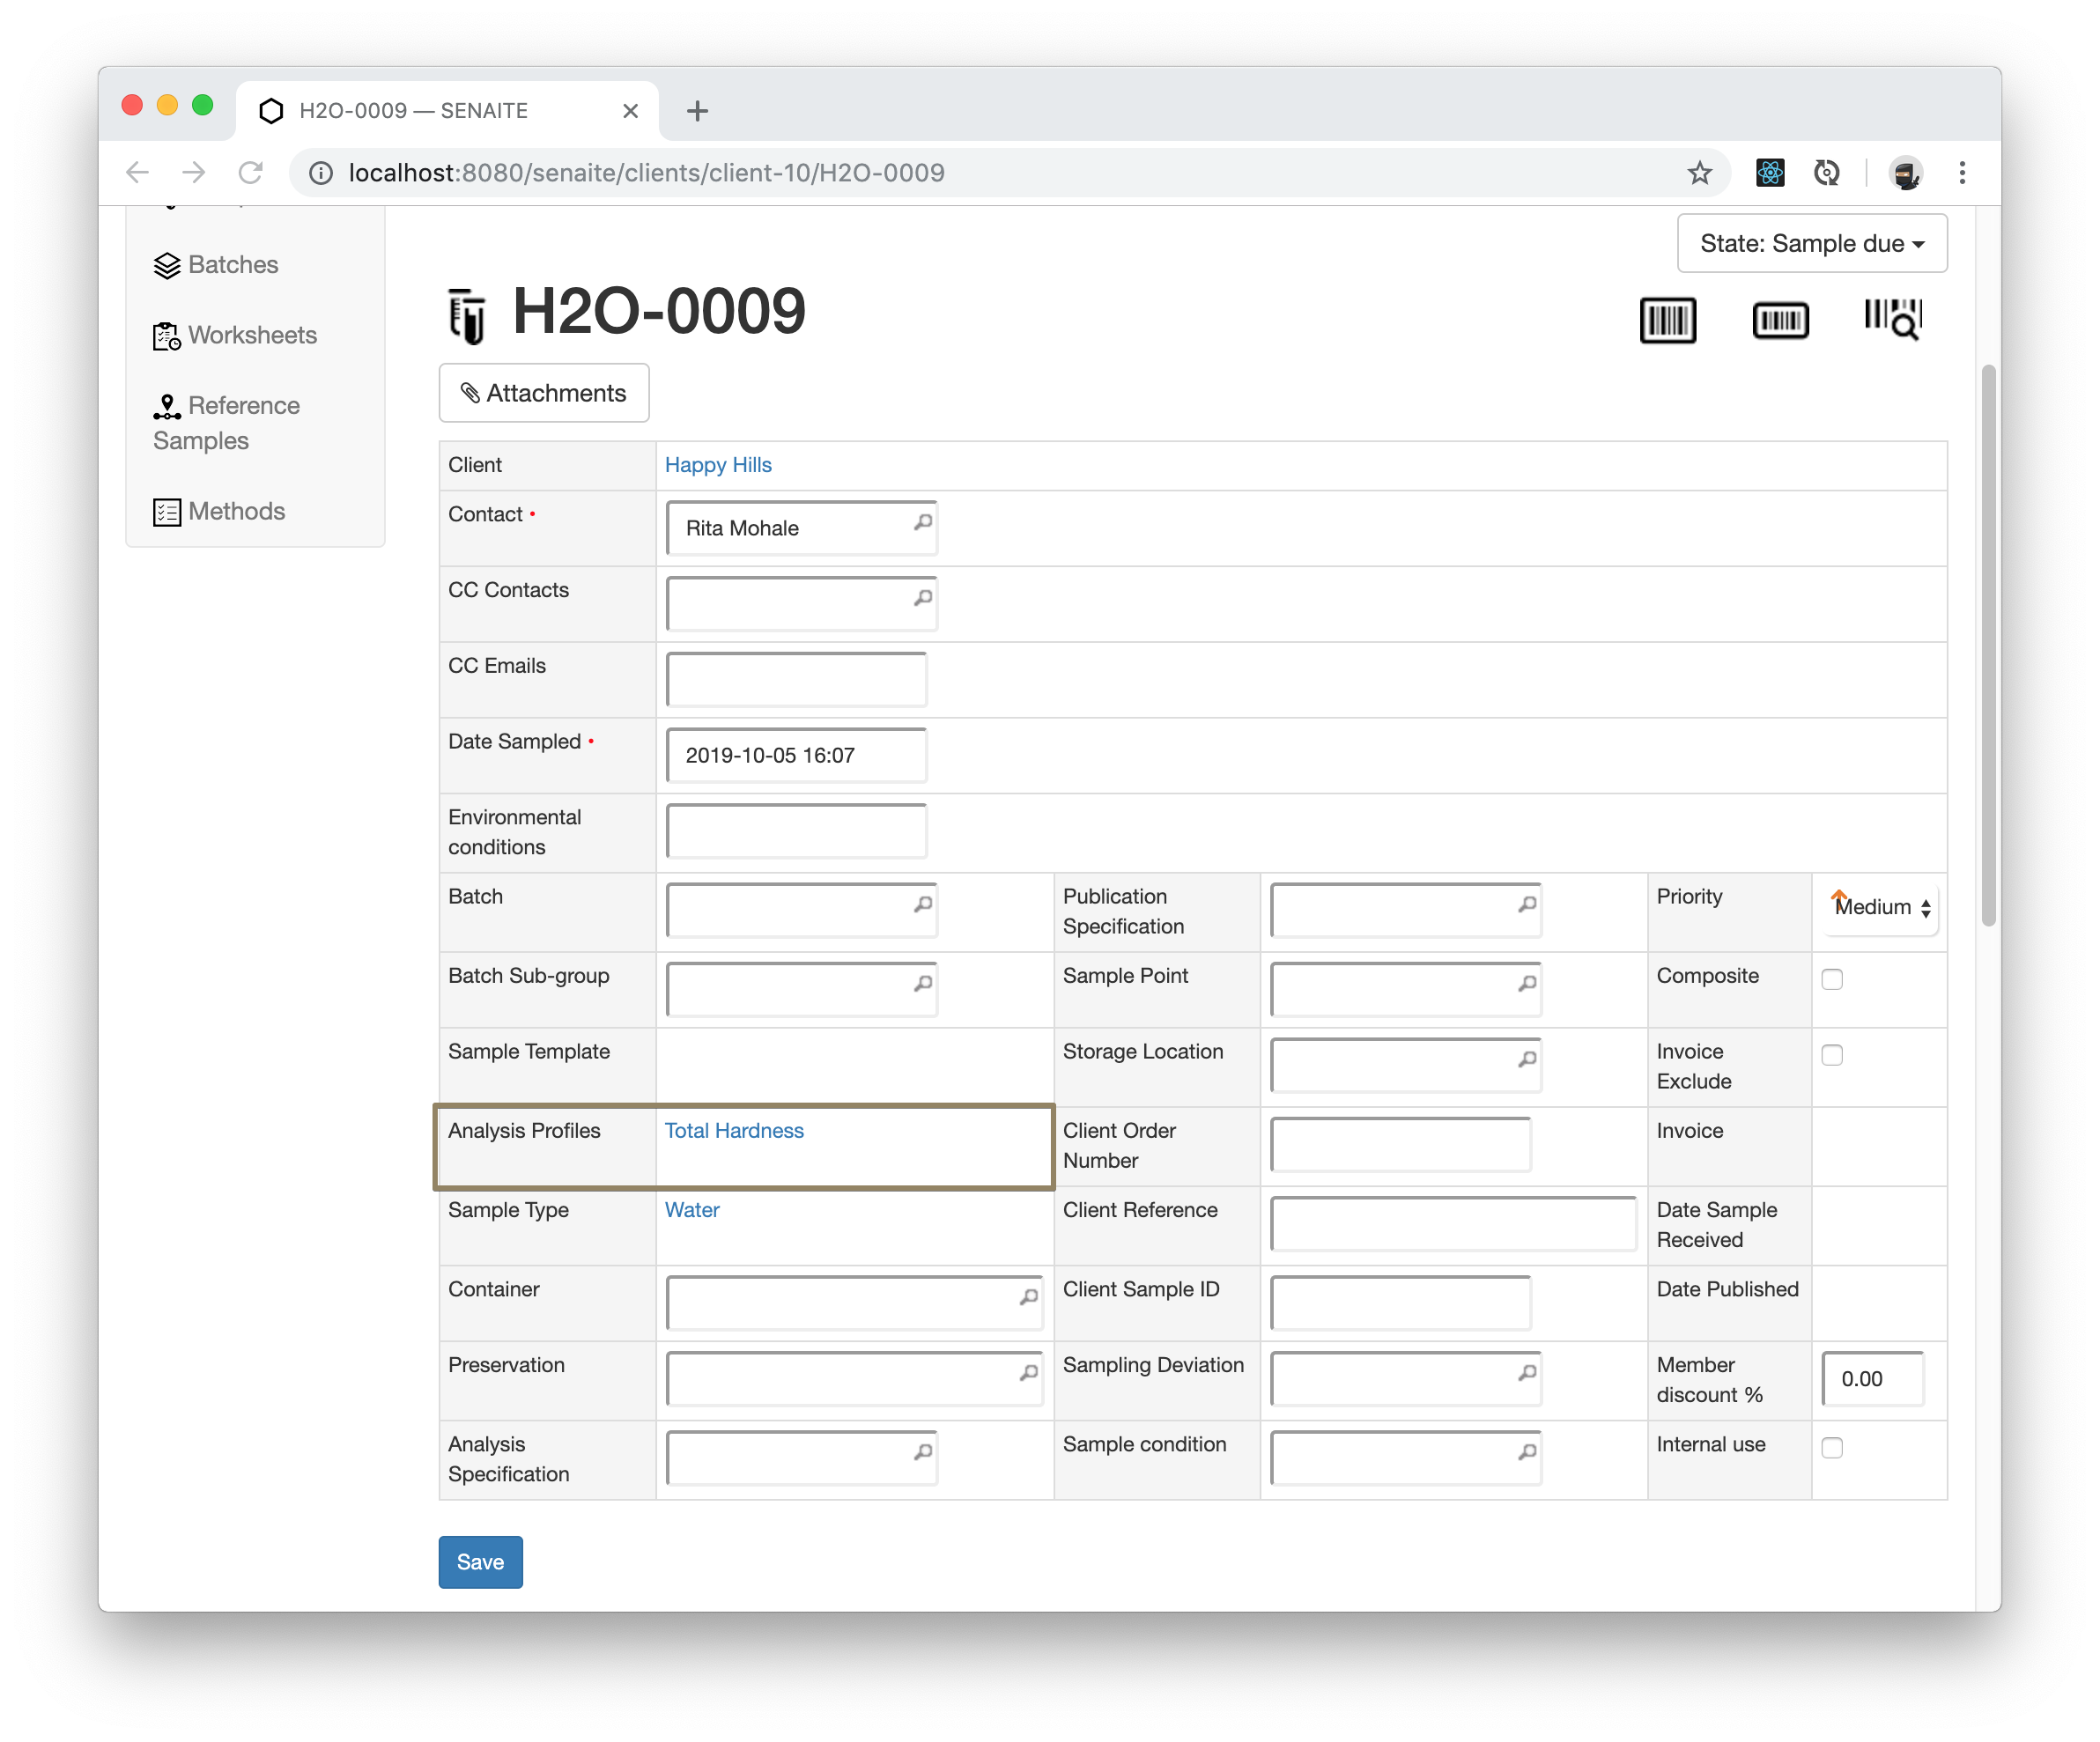 H2O-0009 — SENAITE
localhost:8080/senaite/clients/client-10/H2O-0009
State: Sample due
Batches
Worksheets
Reference
Samples
Methods
H2O-0009
Attachments
Client Happy Hills
Contact • Rita Mohale
CC Contacts
CC Emails
Date Sampled • 2019-10-05 16:07
Environmental
conditions
Batch
Publication
Specification
Priority Medium
Batch Sub-group
Sample Point
Composite
Sample Template
Storage Location
Invoice
Exclude
Analysis Profiles Total Hardness
Client Order
Number
Invoice
Sample Type Water
Client Reference
Date Sample
Received
Container
Client Sample ID
Date Published
Preservation
Sampling Deviation
Member
discount %
0.00
Analysis
Specification
Sample condition
Internal use
Save